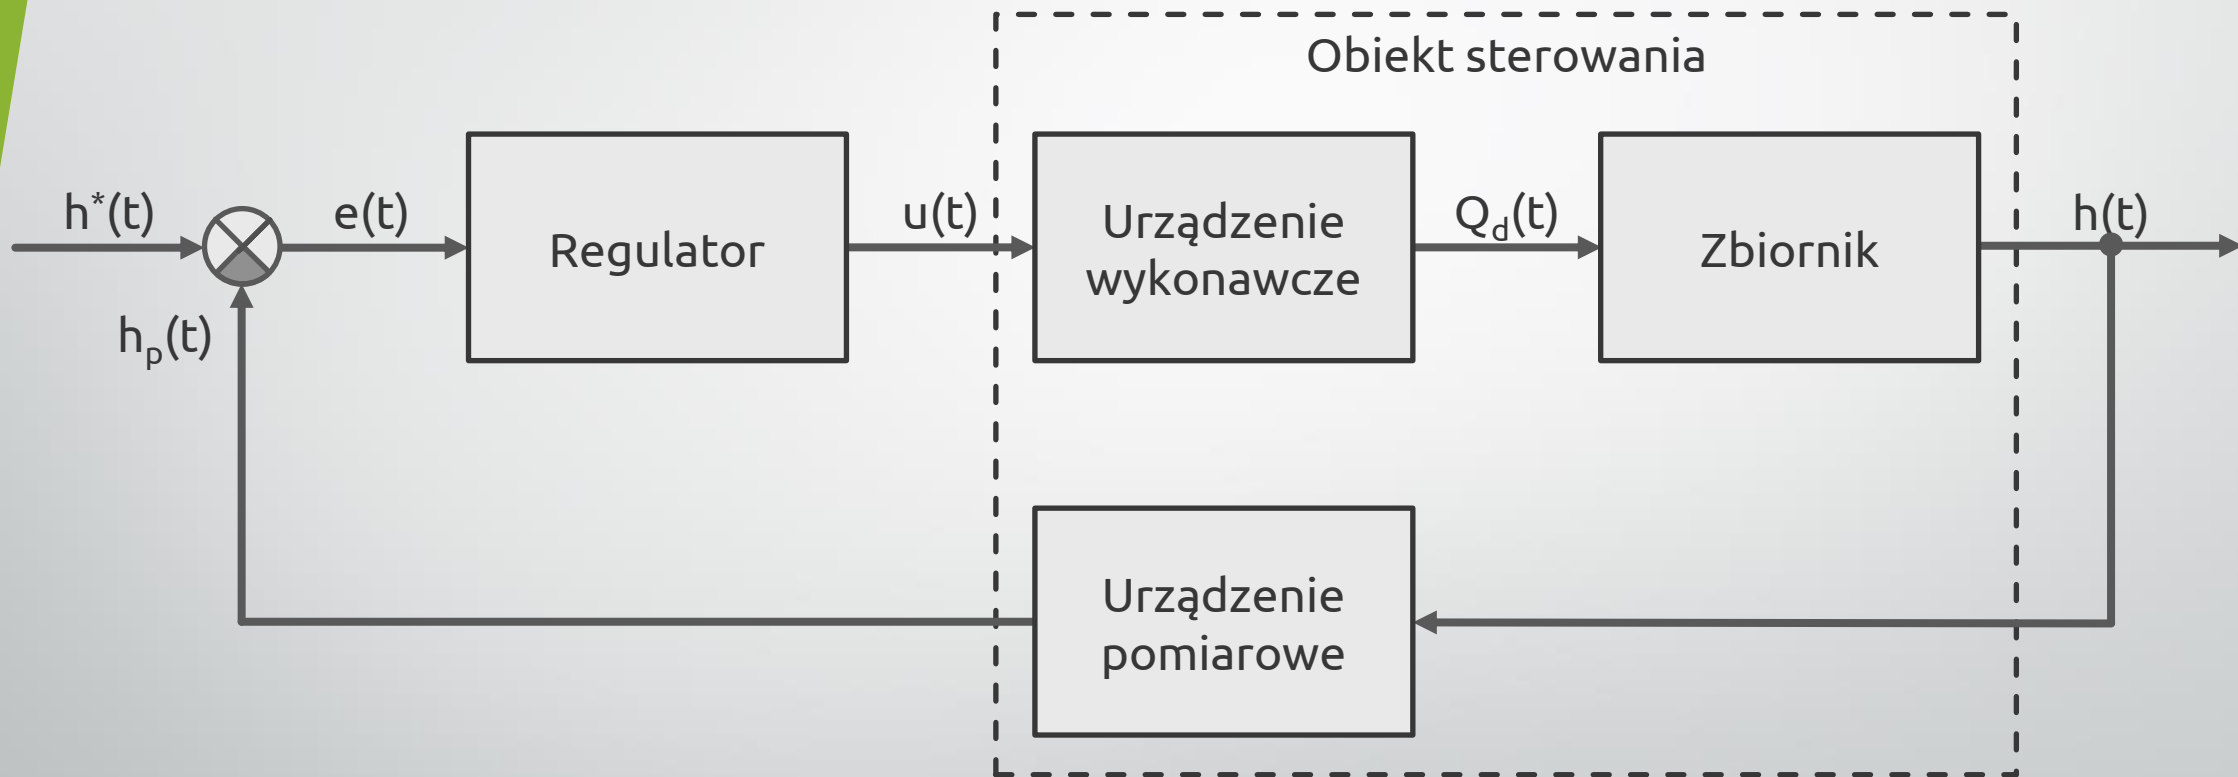 Obiekt sterowania
h*(t)
e(t)
Regulator
u(t)
Urządzenie
wykonawcze
Qd(t)
Zbiornik
h(t)
hp(t)
Urządzenie
pomiarowe